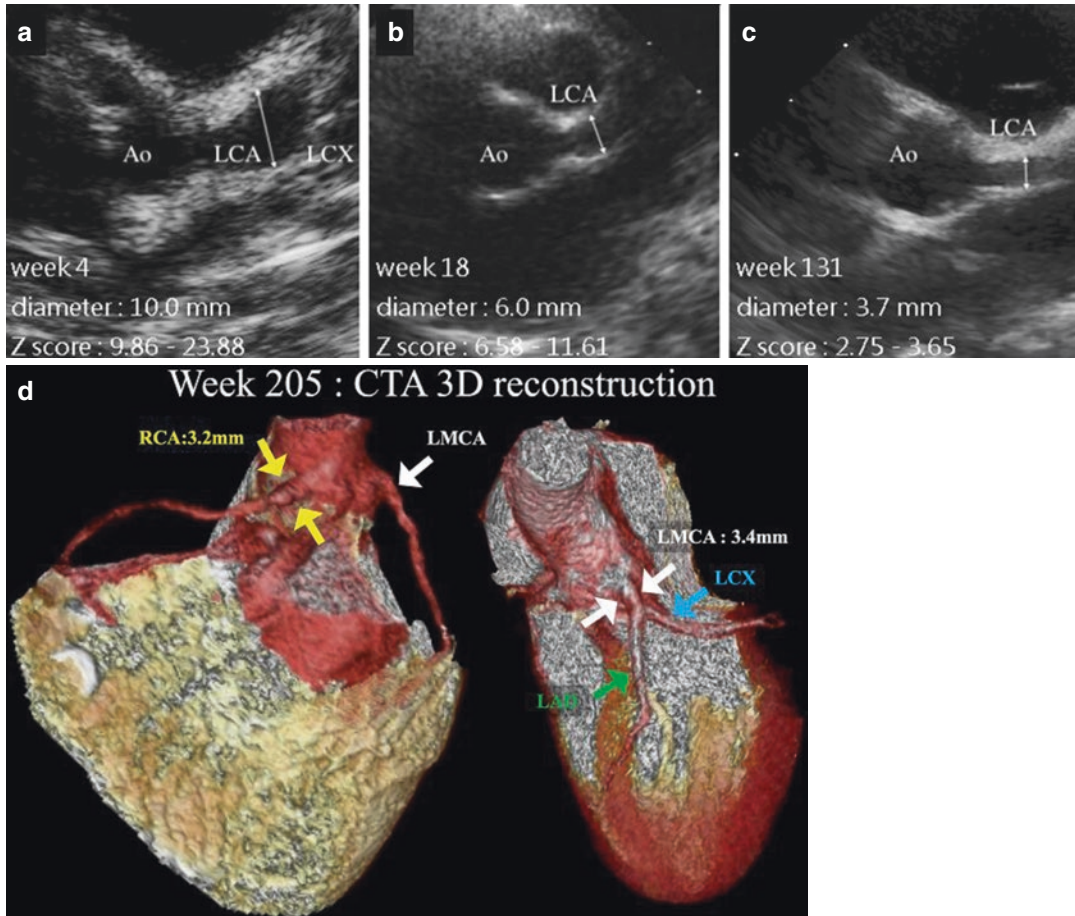 a
Ao
LCA
LCX
week 4
diameter : 10.0 mm
Z score : 9.86 - 23.88
b
LCA
Ao
week 18
diameter : 6.0 mm
Z score : 6.58 - 11.61
c
LCA
Ao
week 131
diameter : 3.7 mm
Z score : 2.75 - 3.65
d
Week 205 : CTA 3D reconstruction
RCA:3.2mm
LMCA
LMCA : 3.4mm
LCX
LAD